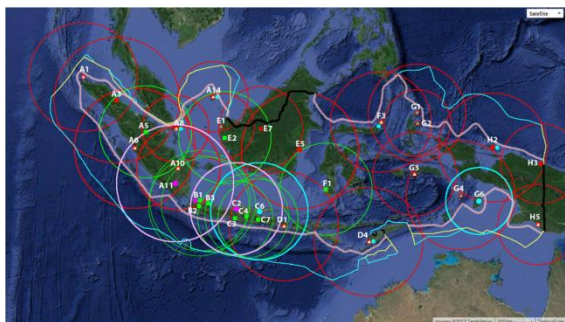 Satellite
A1
A3
A14
A5
A2
E1
E2
E7
F3
G1
G2
A6
E5
H2
A10
G3
H3
A11
F1
B1
B3
B2
C2
C4
C3
C6
C7
D1
G4
G6
H5
D4